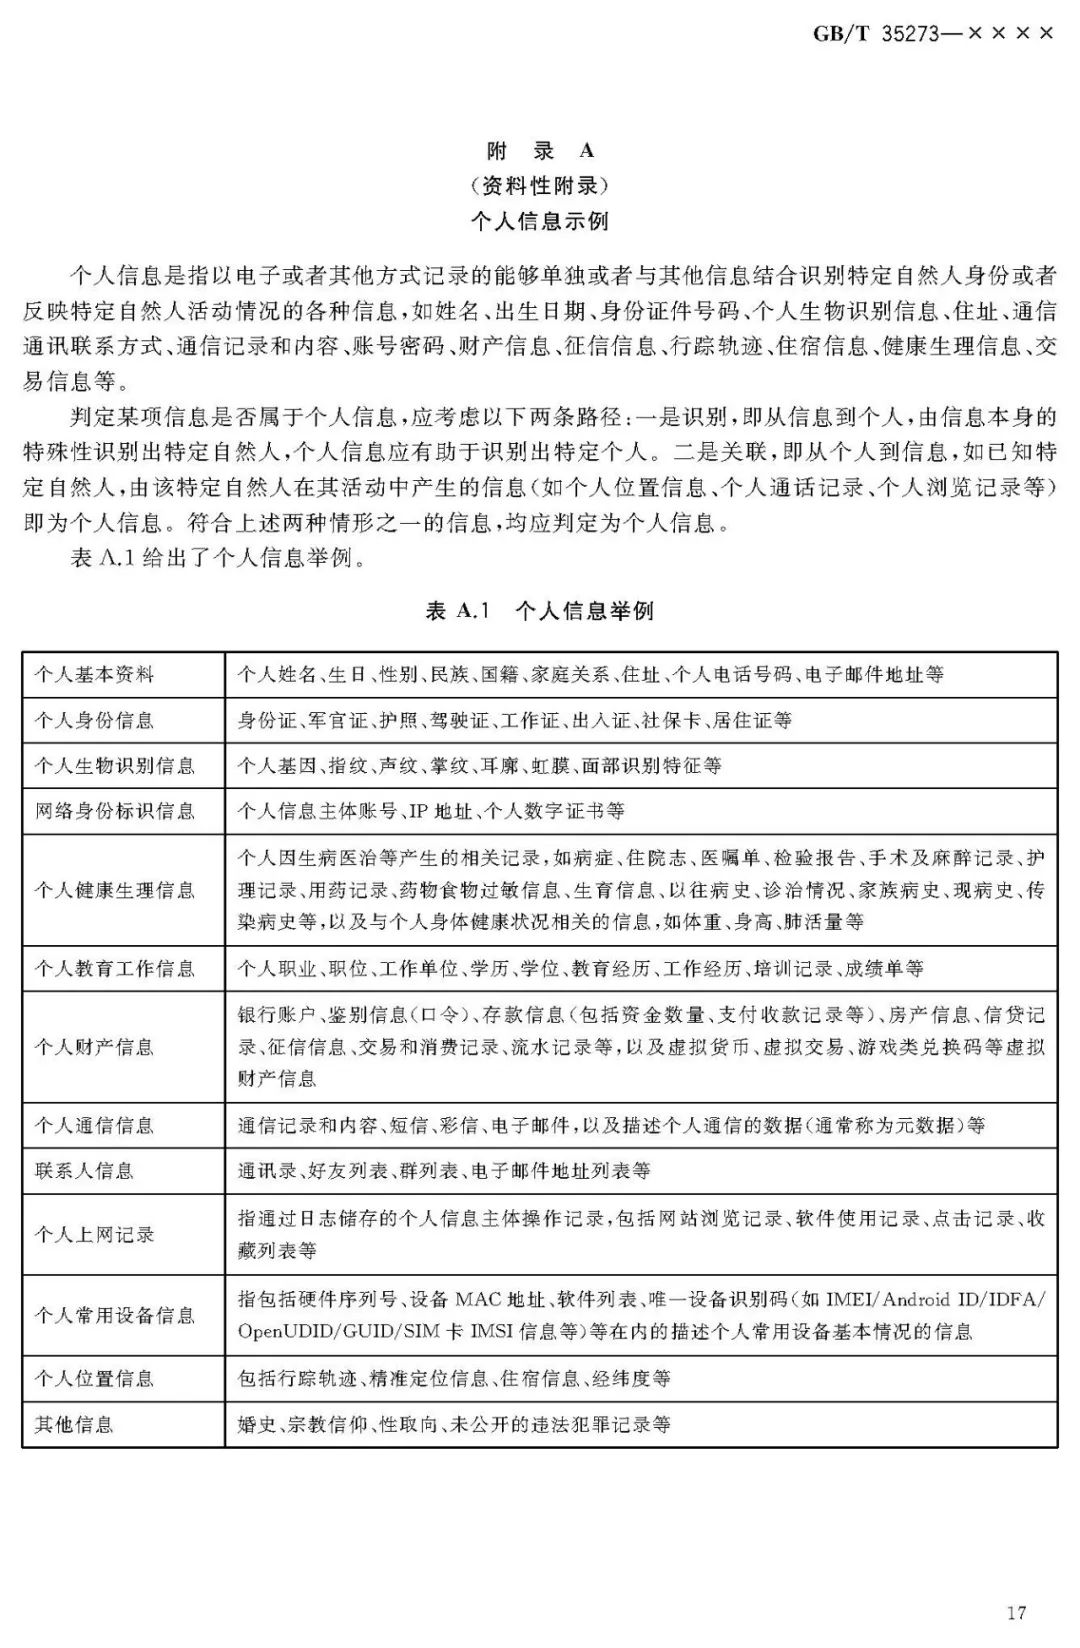 GB/T 35273—××××
附 录 A
（资料性附录）
个人信息示例
个人信息是指以电子或者其他方式记录的能够单独或者与其他信息结合识别特定自然人身份或者
反映特定自然人活动情况的各种信息，如姓名、出生日期、身份证件号码、个人生物识别信息、住址、通信
通讯联系方式、通信记录和内容、账号密码、财产信息、征信信息、行踪轨迹、住宿信息、健康生理信息、交
易信息等。
判定某项信息是否属于个人信息，应考虑以下两条路径：一是识别，即从信息到个人，由信息本身的
特殊性识别出特定自然人，个人信息应有助于识别出特定个人。二是关联，即从个人到信息，如已知特
定自然人，由该特定自然人在其活动中产生的信息（如个人位置信息、个人通话记录、个人浏览记录等）
即为个人信息。符合上述两种情形之一的信息，均应判定为个人信息。
表 A.1 给出了个人信息举例。
表 A.1 个人信息举例
个人基本资料 个人姓名、生日、性别、民族、国籍、家庭关系、住址、个人电话号码、电子邮件地址等
个人身份信息 身份证、军官证、护照、驾驶证、工作证、出入证、社保卡、居住证等
个人生物识别信息 个人基因、指纹、声纹、掌纹、耳廓、虹膜、面部识别特征等
网络身份标识信息 个人信息主体账号、IP 地址、个人数字证书等
个人健康生理信息 个人因生病医治等产生的相关记录，如病症、住院志、医嘱单、检验报告、手术及麻醉记录、护
理记录、用药记录、药物食物过敏信息、生育信息、以往病史、诊治情况、家族病史、现病史、传
染病史等，以及与个人身体健康状况相关的信息，如体重、身高、肺活量等
个人教育工作信息 个人职业、职位、工作单位、学历、学位、教育经历、工作经历、培训记录、成绩单等
个人财产信息 银行账户、鉴别信息（口令）、存款信息（包括资金数量、支付收款记录等）、房产信息、信贷记
录、征信信息、交易和消费记录、流水记录等，以及虚拟货币、虚拟交易、游戏类兑换码等虚拟
财产信息
个人通信信息 通信记录和内容、短信、彩信、电子邮件，以及描述个人通信的数据（通常称为元数据）等
联系人信息 通讯录、好友列表、群列表、电子邮件地址列表等
个人上网记录 指通过日志储存的个人信息主体操作记录，包括网站浏览记录、软件使用记录、点击记录、收
藏列表等
个人常用设备信息 指包括硬件序列号、设备 MAC 地址、软件列表、唯一设备识别码（如 IMEI/Android ID/IDFA/
OpenUDID/GUID/SIM 卡 IMSI 信息等）等在内的描述个人常用设备基本情况的信息
个人位置信息 包括行踪轨迹、精准定位信息、住宿信息、经纬度等
其他信息 婚史、宗教信仰、性取向、未公开的违法犯罪记录等
17